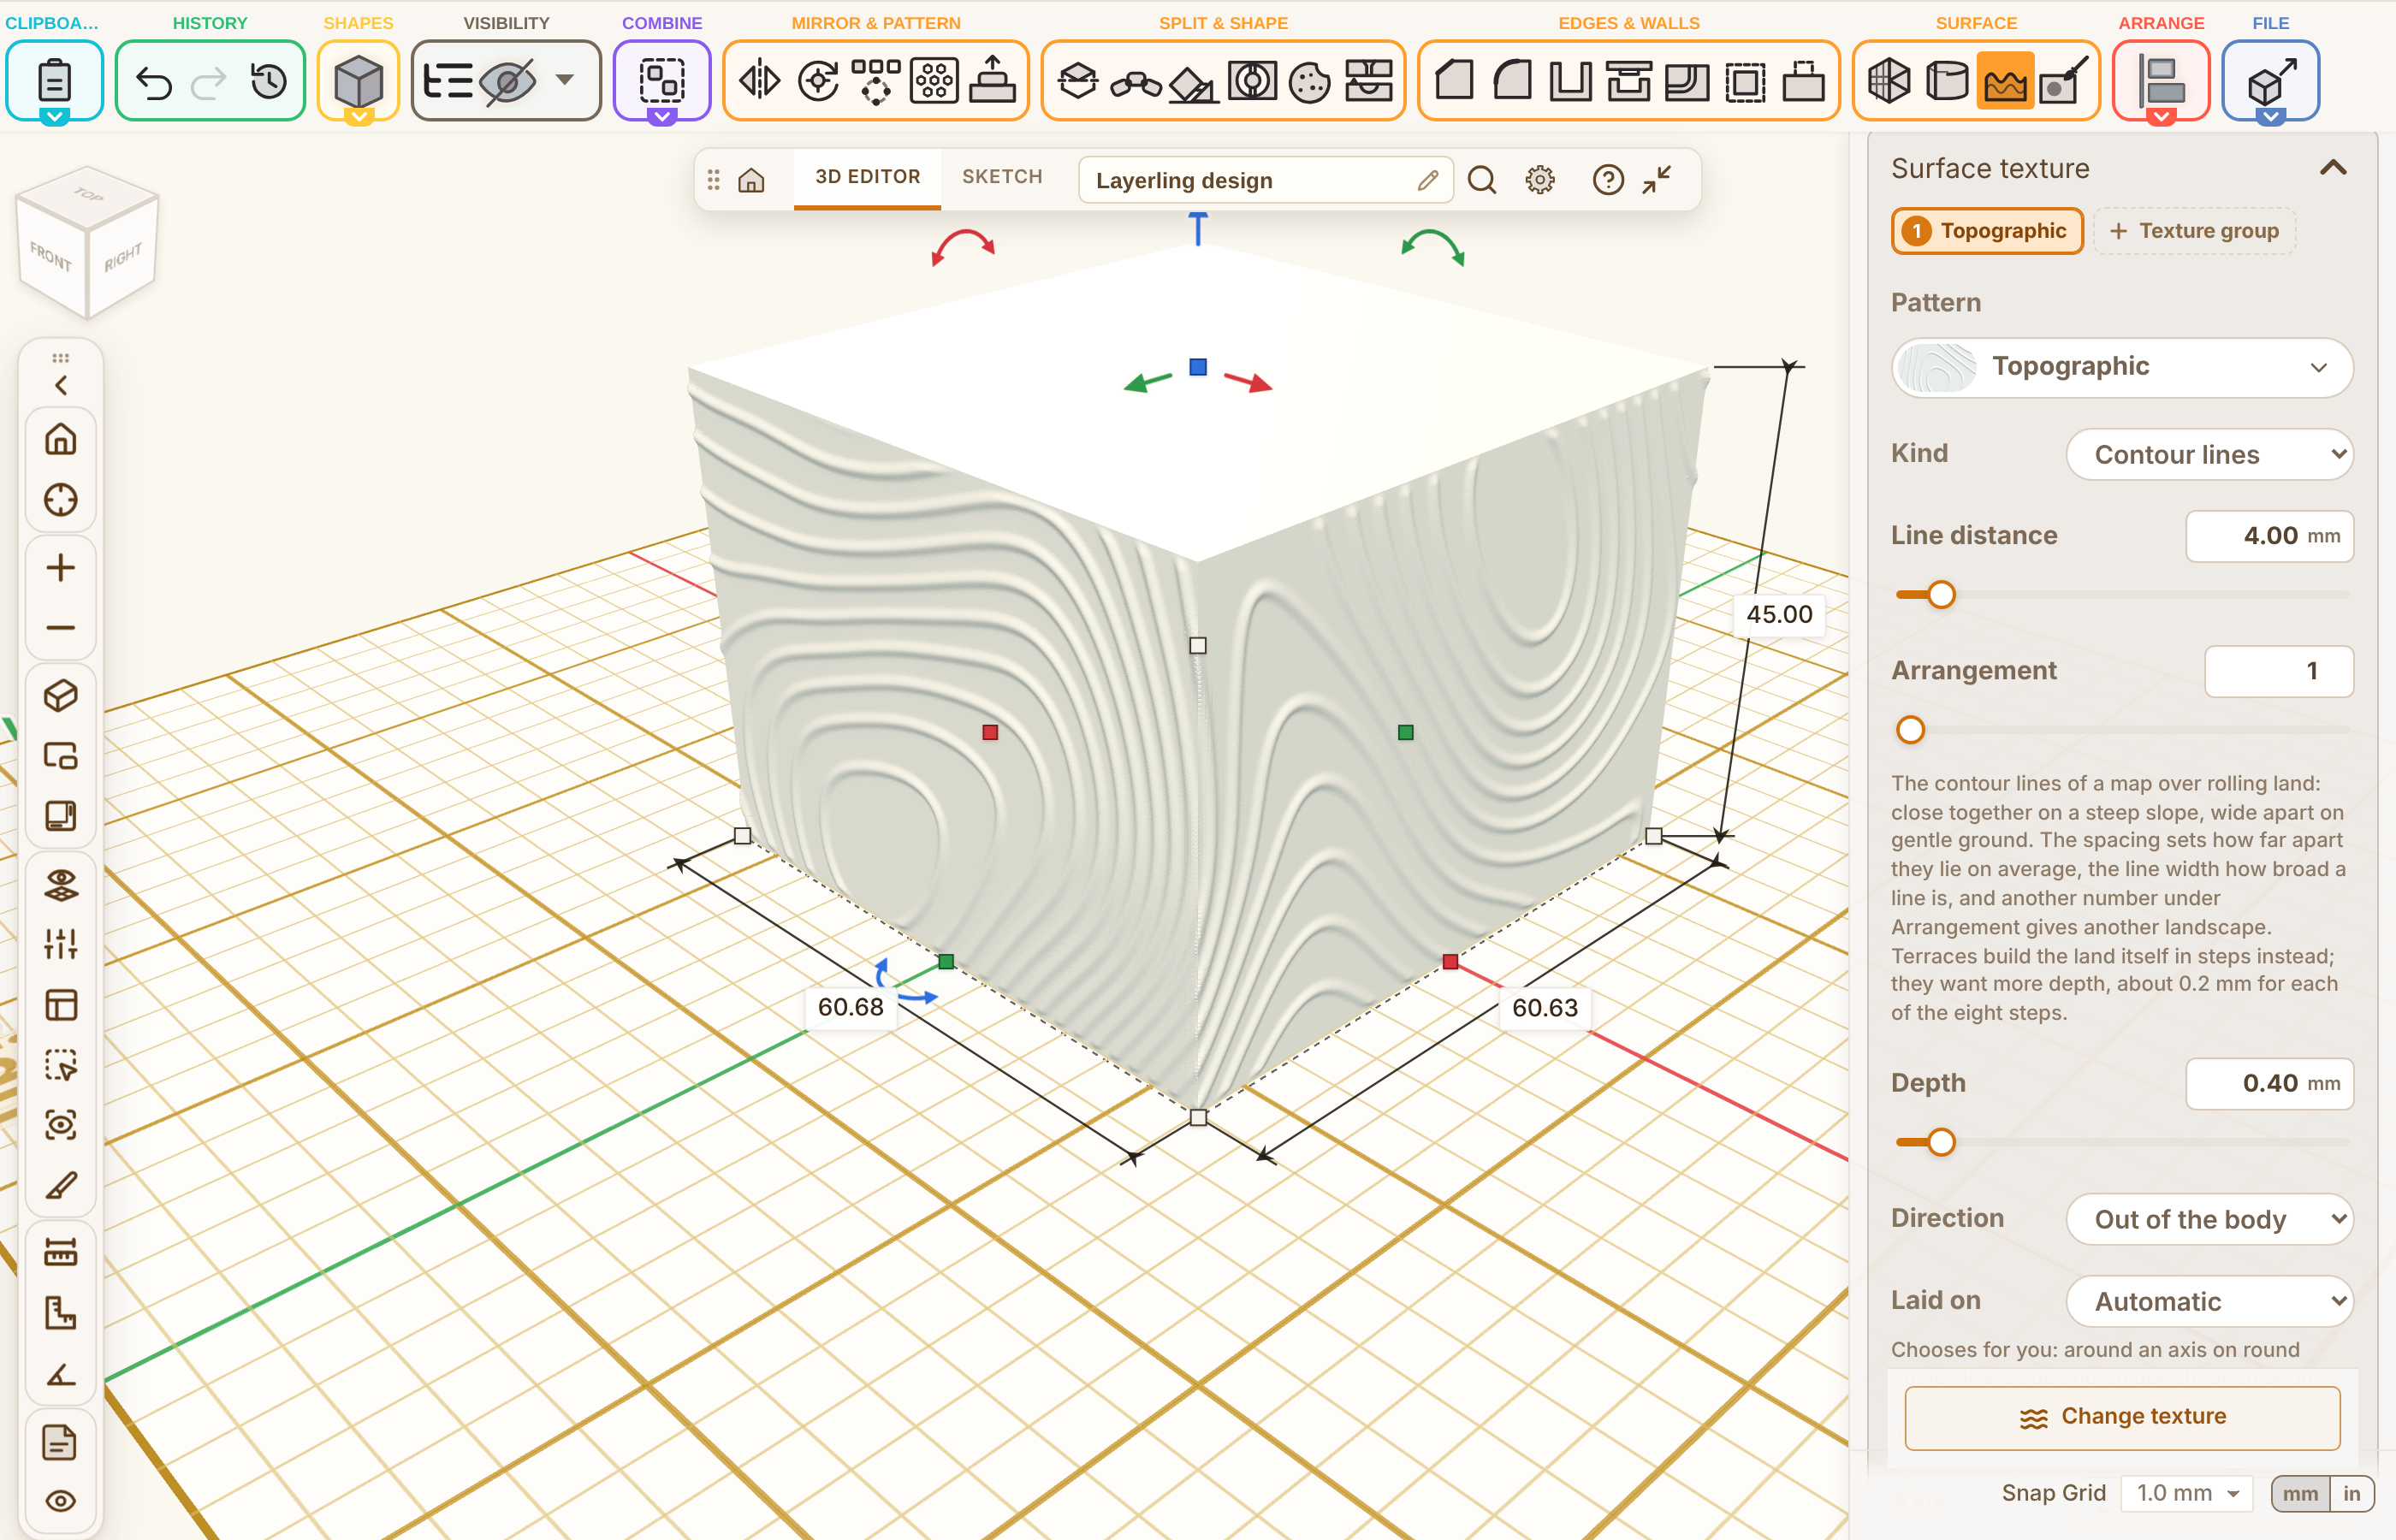 CLIPBOA...
HISTORY
SHAPES
VISIBILITY
COMBINE
MIRROR & PATTERN
SPLIT & SHAPE
EDGES & WALLS
SURFACE
ARRANGE
FILE
3D EDITOR
SKETCH
Layerling design
TOP
FRONT
RIGHT
45.00
60.68
60.63
Surface texture
1 Topographic
+ Texture group
Pattern
Topographic
Kind
Contour lines
Line distance
4.00 mm
Arrangement
1
The contour lines of a map over rolling land:
close together on a steep slope, wide apart on
gentle ground. The spacing sets how far apart
they lie on average, the line width how broad a
line is, and another number under
Arrangement gives another landscape.
Terraces build the land itself in steps instead;
they want more depth, about 0.2 mm for each
of the eight steps.
Depth
0.40 mm
Direction
Out of the body
Laid on
Automatic
Chooses for you: around an axis on round
Change texture
Snap Grid
1.0 mm
mm
in